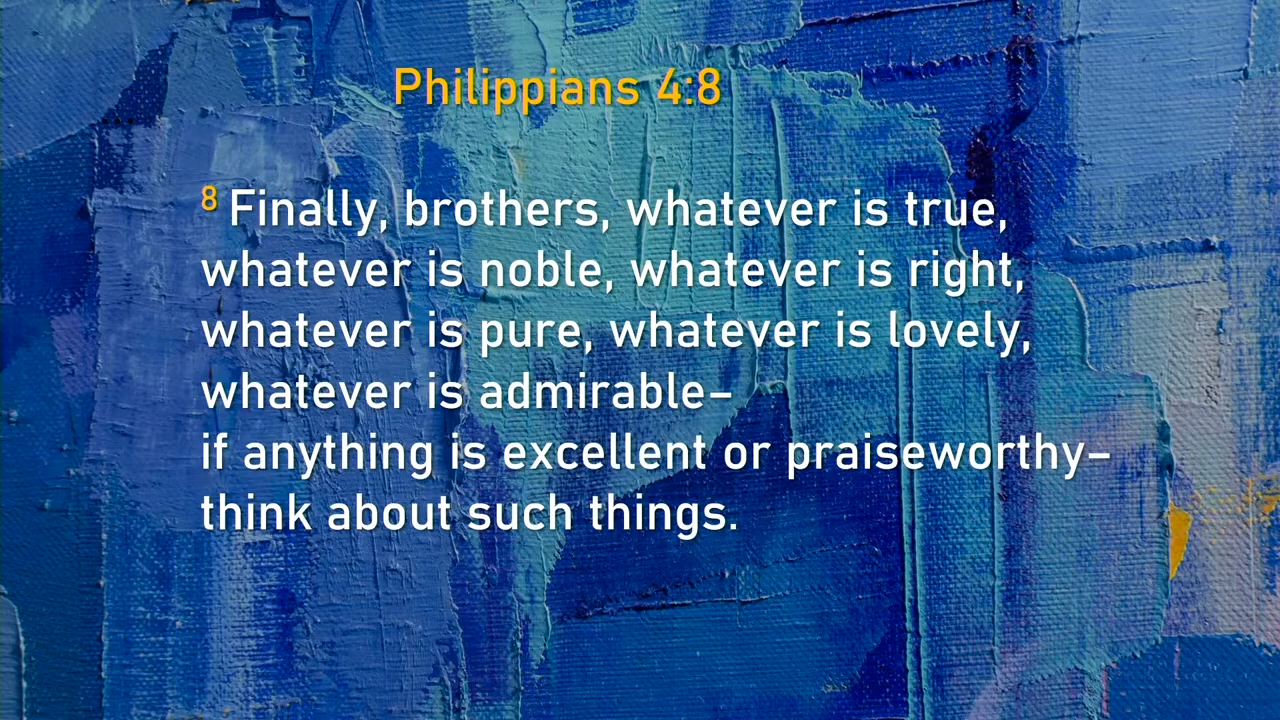 Philippians 4:8
8 Finally, brothers, whatever is true,
whatever is noble, whatever is right,
whatever is pure, whatever is lovely,
whatever is admirable–
if anything is excellent or praiseworthy–
think about such things.